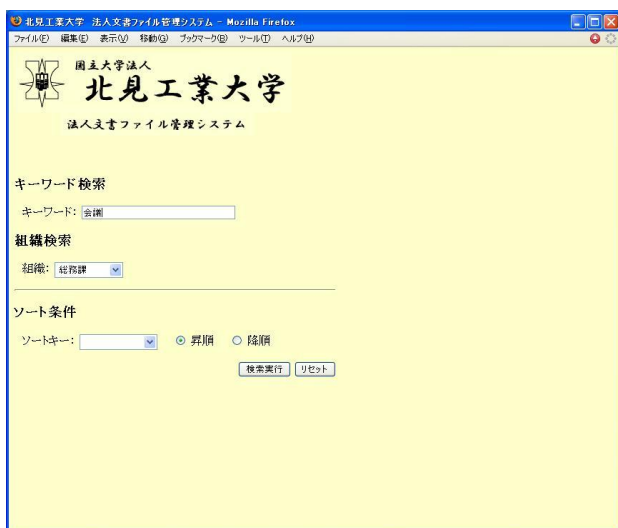 北見工業大学 法人文書ファイル管理システム - Mozilla Firefox
ファイル(F) 編集(E) 表示(V) 移動(G) ブックマーク(B) ツール(T) ヘルプ(H)
国立大学法人
北見工業大学
法人文書ファイル管理システム
キーワード検索
キーワード: 会議
組織検索
組織: 総務課
ソート条件
ソートキー: 昇順 降順
検索実行 リセット